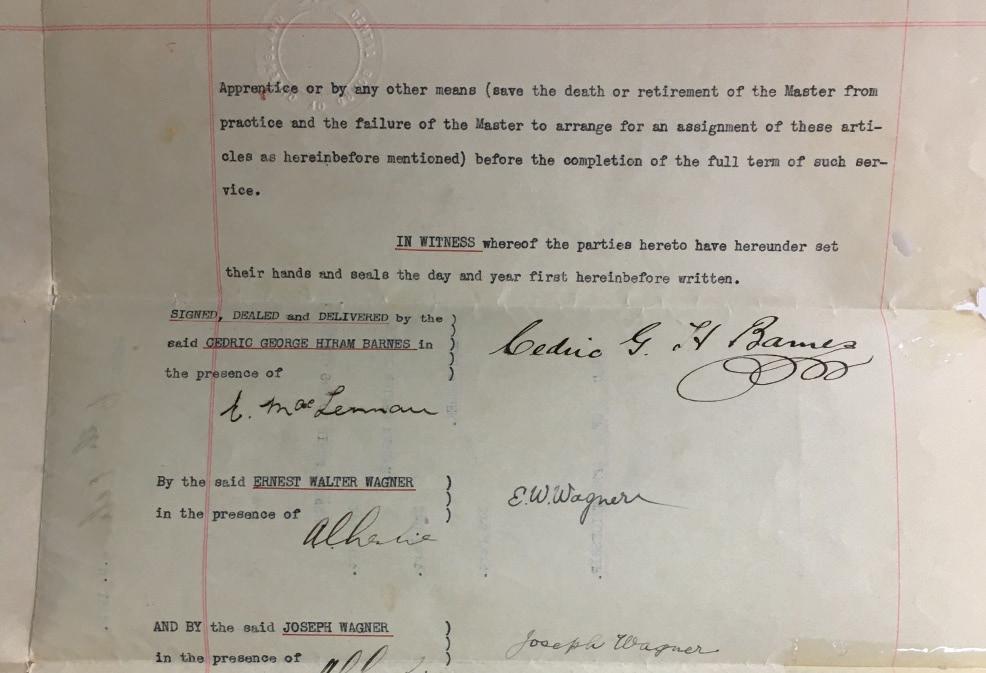 Apprentice or by any other means (save the death or retirement of the Master from
practice and the failure of the Master to arrange for an assignment of these arti-
cles as hereinbefore mentioned) before the completion of the full term of such ser-
vice.
IN WITNESS whereof the parties hereto have hereunder set
their hands and seals the day and year first hereinbefore written.
SIGNED, DEALED and DELIVERED by the )
said CEDRIC GEORGE HIRAM BARNES in ) Cedric G. H Barnes
the presence of )
MacLennan
By the said ERNEST WALTER WAGNER ) E.W.Wagner
in the presence of )
AND BY the said JOSEPH WAGNER ) Joseph Wagner
in the presence of )